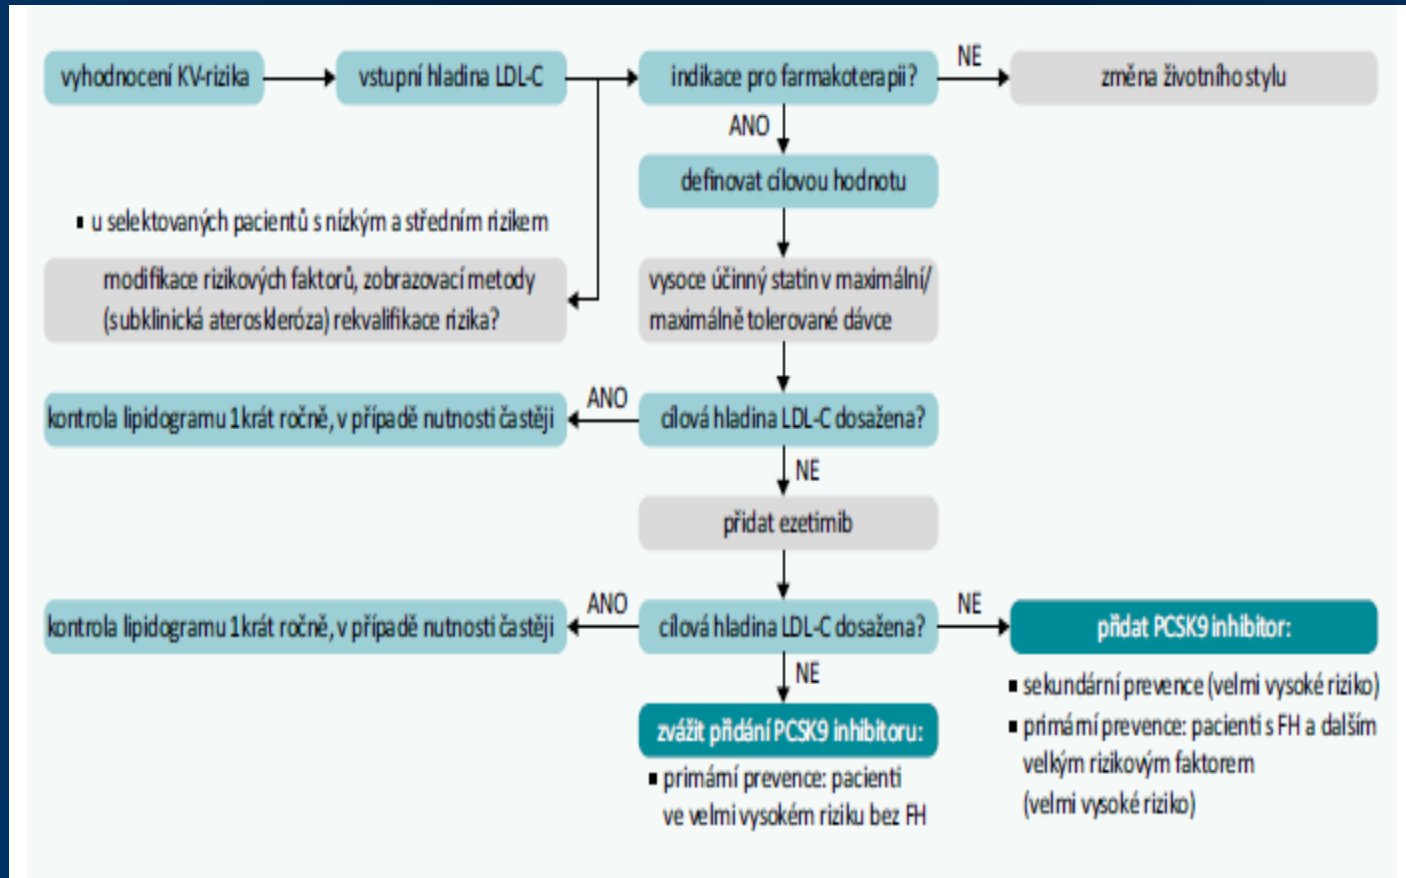 vyhodnocení KV-rizika
vstupní hladina LDL-C
indikace pro farmakoterapii?
NE
změna životního stylu
ANO
definovat cílovou hodnotu
▪ u selektovaných pacientů s nízkým a středním rizikem
modifikace rizikových faktorů, zobrazovací metody
(subklinická ateroskleróza) rekvalifikace rizika?
vysoce účinný statin v maximální/
maximálně tolerované dávce
kontrola lipidogramu 1krát ročně, v případě nutnosti častěji
ANO
cílová hladina LDL-C dosažena?
NE
přidat ezetimib
kontrola lipidogramu 1krát ročně, v případě nutnosti častěji
ANO
cílová hladina LDL-C dosažena?
NE
přidat PCSK9 inhibitor:
▪ sekundární prevence (velmi vysoké riziko)
▪ primární prevence: pacienti s FH a dalším
velkým rizikovým faktorem
(velmi vysoké riziko)
NE
zvážit přidání PCSK9 inhibitoru:
▪ primární prevence: pacienti
ve velmi vysokém riziku bez FH